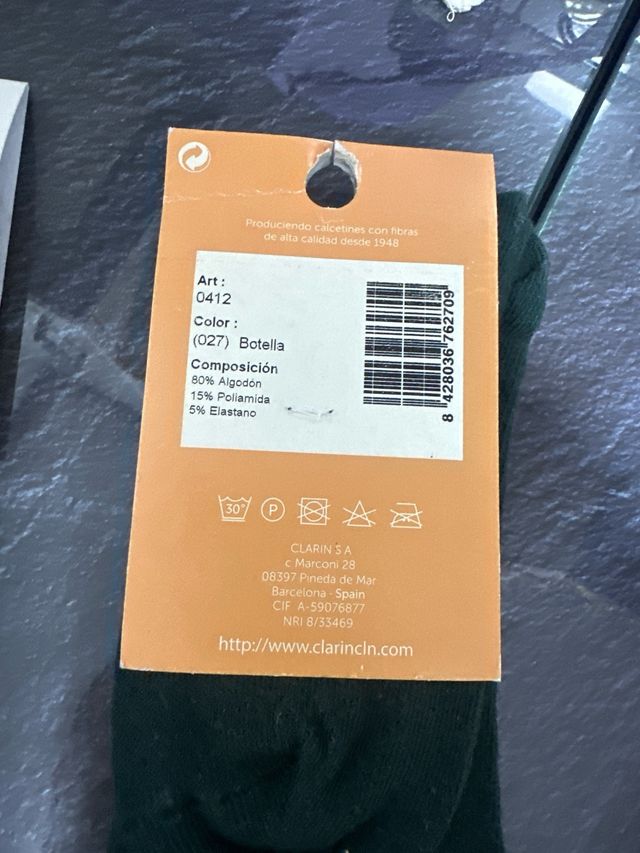 Produciendo calcetines con fibras
de alta calidad desde 1948
Art :
0412
Color :
(027) Botella
Composición
80% Algodón
15% Poliamida
5% Elastano
8 428036 762709
30°
P
CLARIN S A
c Marconi 28
08397 Pineda de Mar
Barcelona - Spain
CIF A-59076877
NRI 8/33469
http://www.clarincln.com